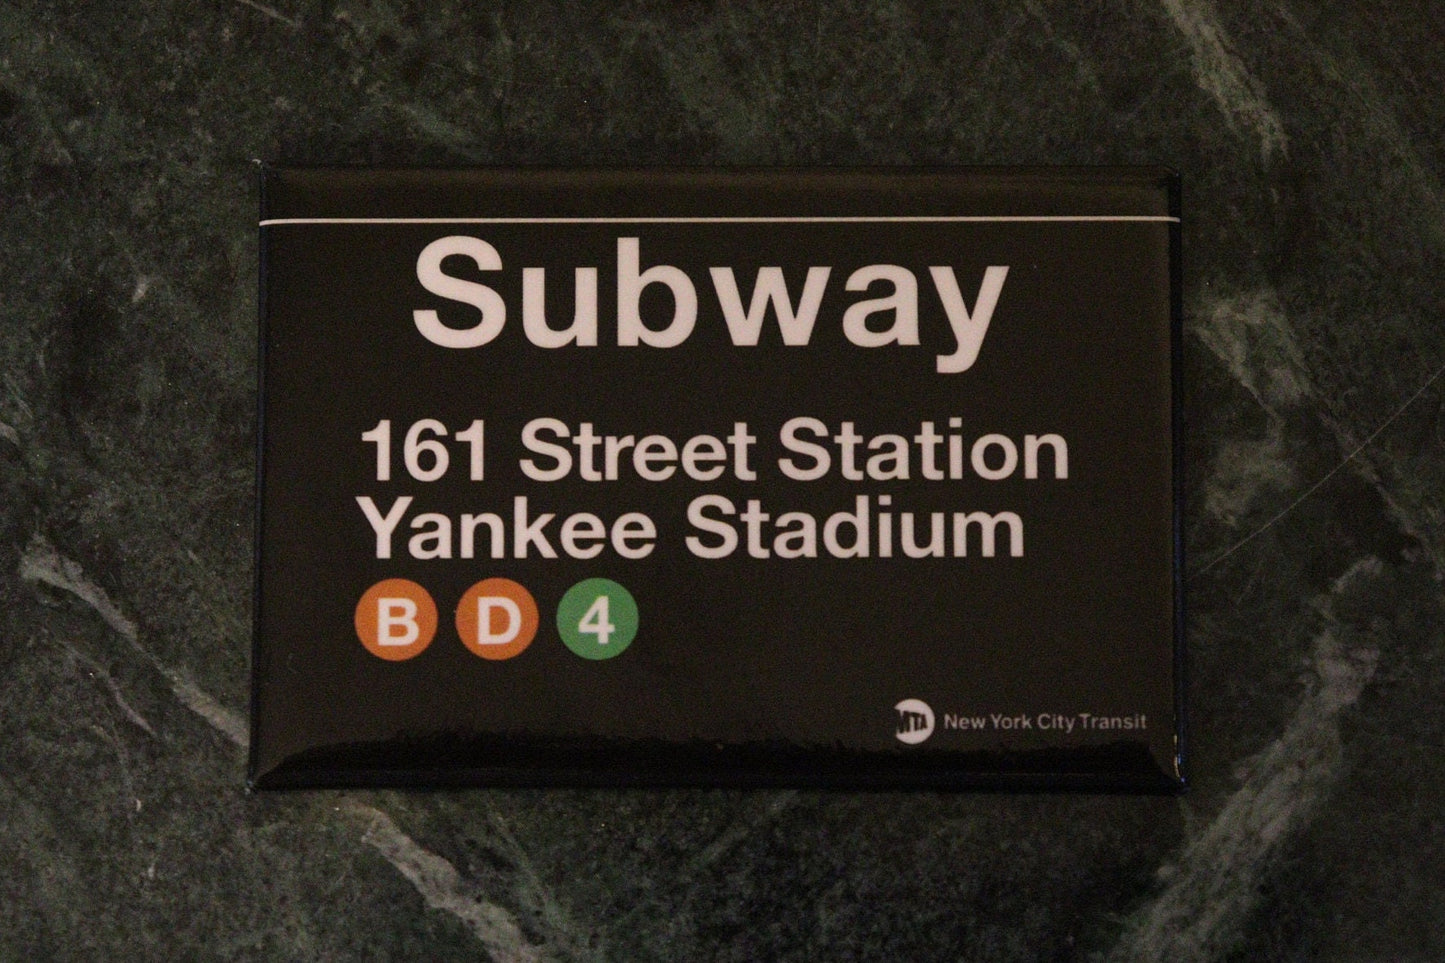 Subway
161 Street Station
Yankee Stadium
B D 4
MTA New York City Transit